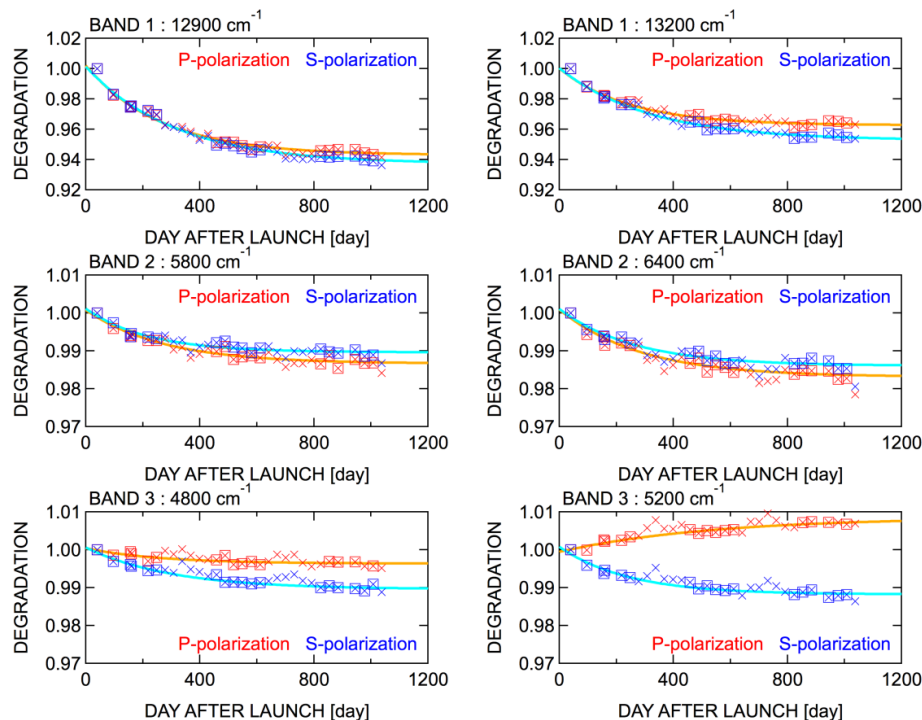 BAND 1 : 12900 cm⁻¹
1.02
1.00
0.98
0.96
0.94
0.92
DEGRADATION
P-polarization S-polarization
0 400 800 1200
DAY AFTER LAUNCH [day]
BAND 1 : 13200 cm⁻¹
1.02
1.00
0.98
0.96
0.94
0.92
DEGRADATION
P-polarization S-polarization
0 400 800 1200
DAY AFTER LAUNCH [day]
BAND 2 : 5800 cm⁻¹
1.01
1.00
0.99
0.98
0.97
DEGRADATION
P-polarization S-polarization
0 400 800 1200
DAY AFTER LAUNCH [day]
BAND 2 : 6400 cm⁻¹
1.01
1.00
0.99
0.98
0.97
DEGRADATION
P-polarization S-polarization
0 400 800 1200
DAY AFTER LAUNCH [day]
BAND 3 : 4800 cm⁻¹
1.01
1.00
0.99
0.98
0.97
DEGRADATION
P-polarization S-polarization
0 400 800 1200
DAY AFTER LAUNCH [day]
BAND 3 : 5200 cm⁻¹
1.01
1.00
0.99
0.98
0.97
DEGRADATION
P-polarization S-polarization
0 400 800 1200
DAY AFTER LAUNCH [day]